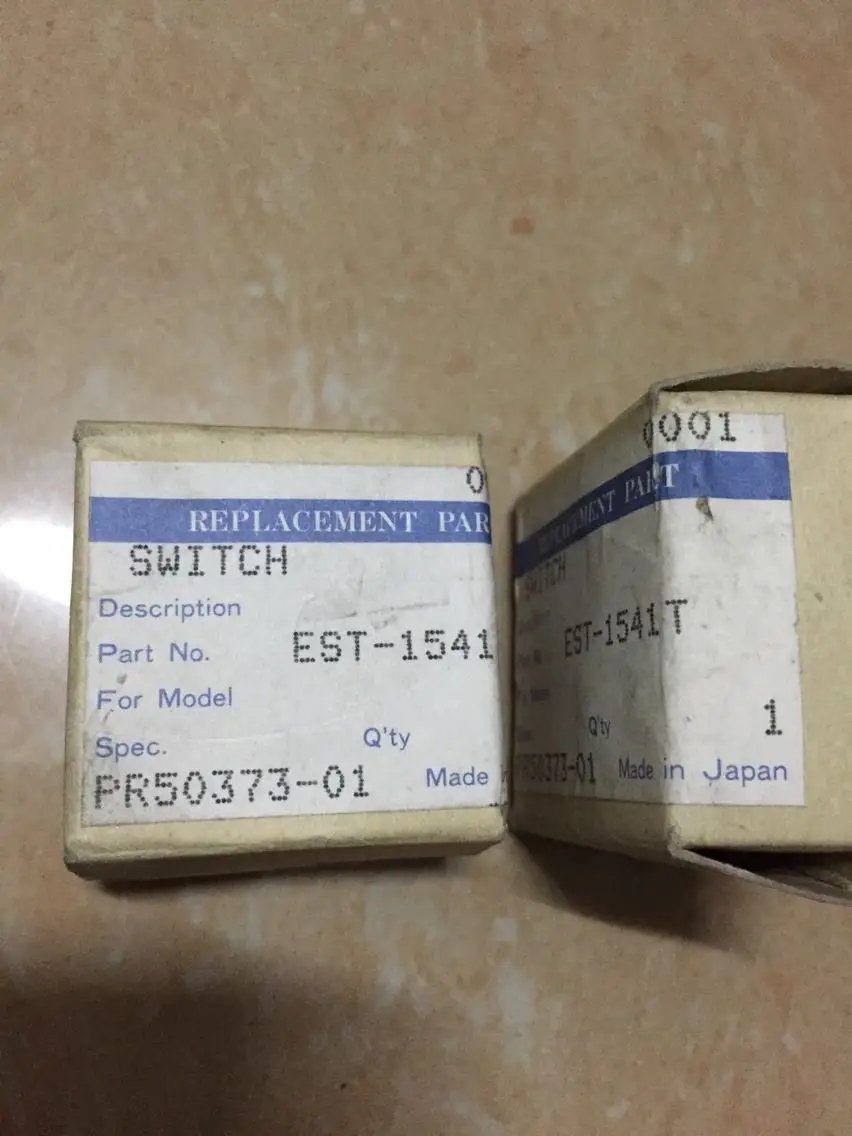 0
REPLACEMENT PAR
SWITCH
Description
Part No. EST-1541
For Model
Spec. Q'ty
PR50373-01 Made
0001
REPLACEMENT PART
SWITCH
EST-1541T
Q'ty 1
PR50373-01 Made in Japan